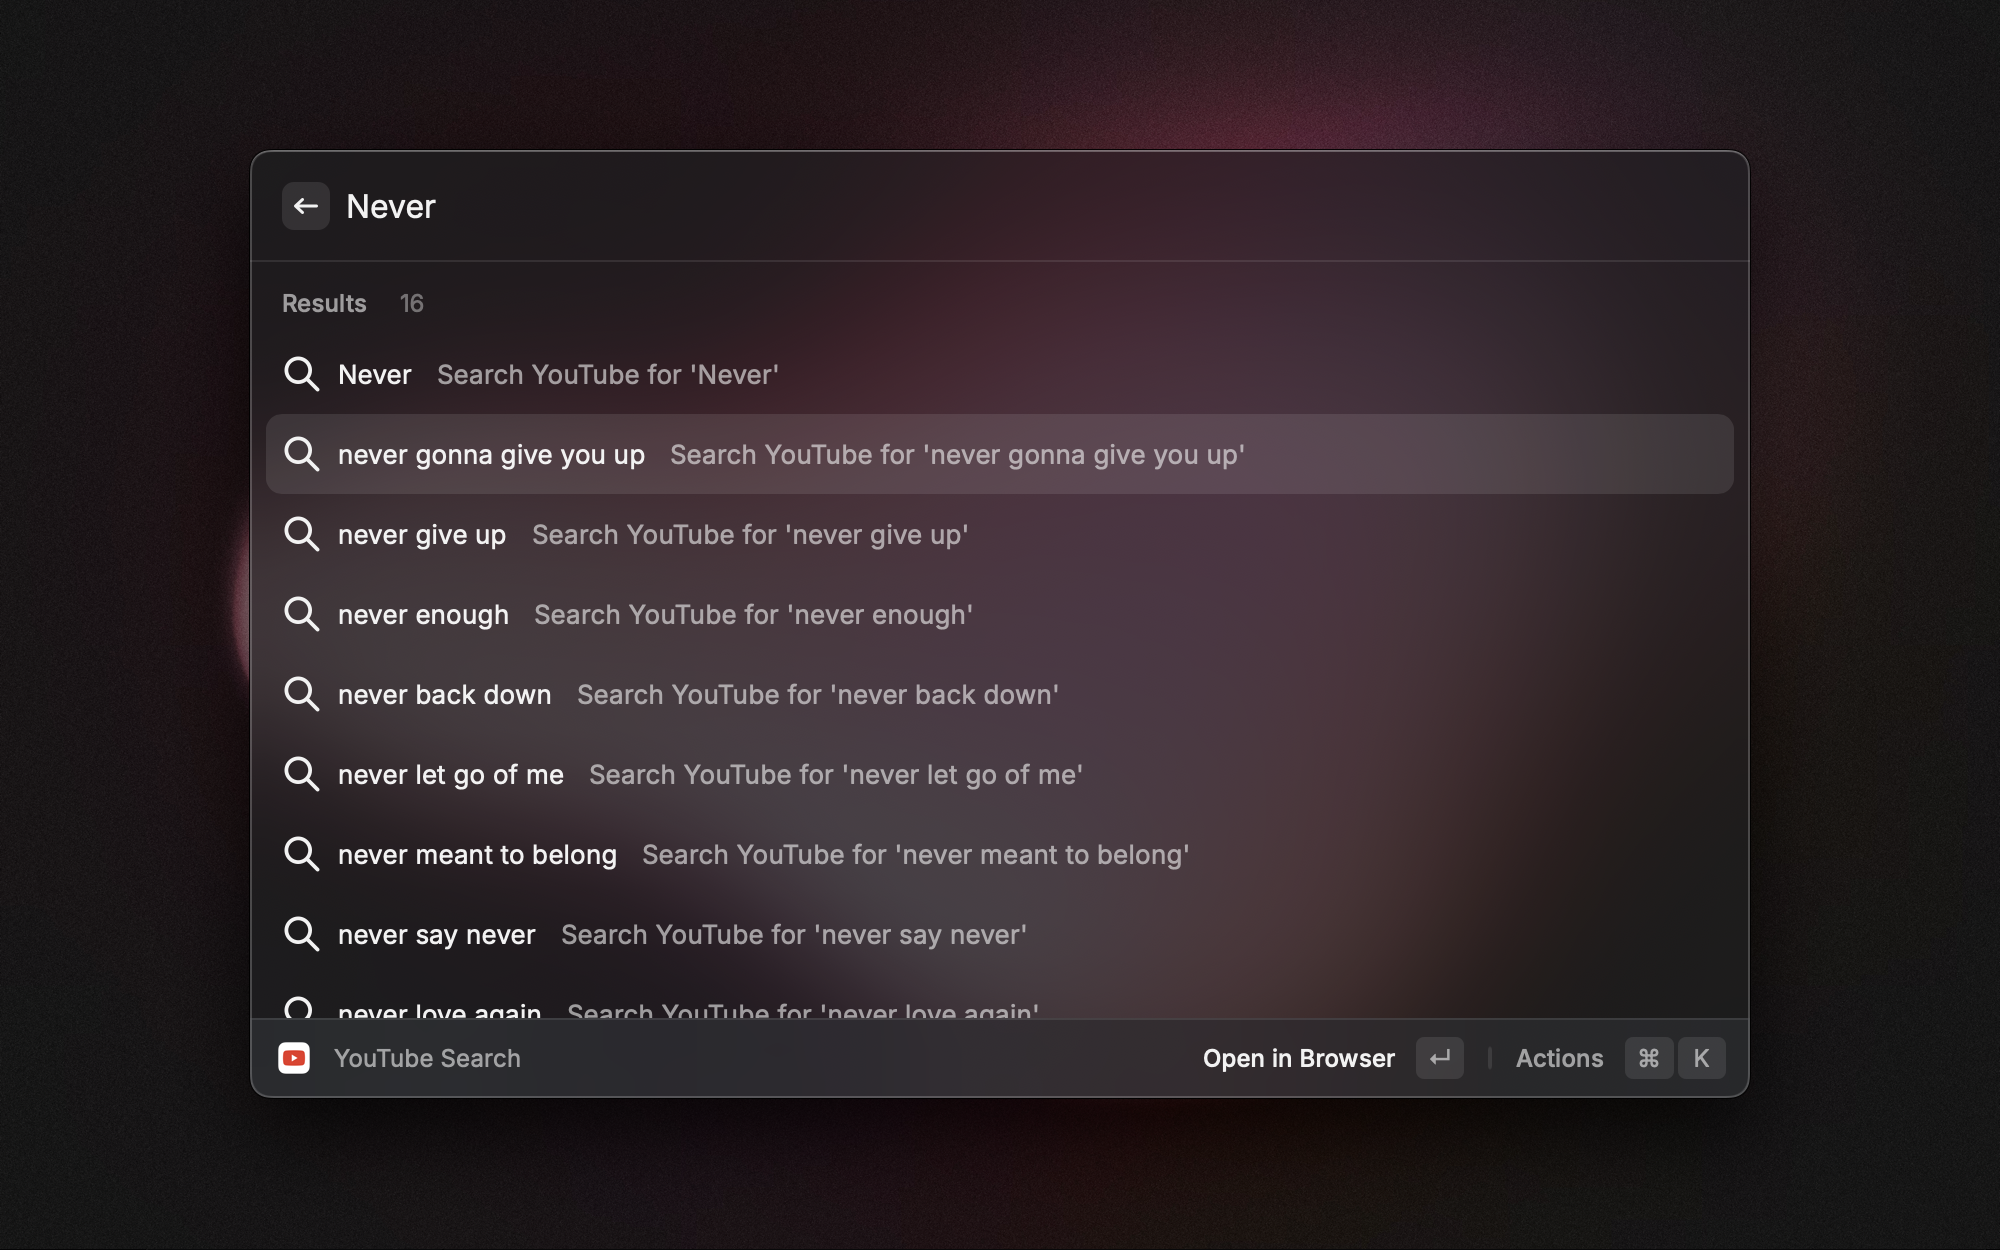 Never
Results 16
Never Search YouTube for 'Never'
never gonna give you up Search YouTube for 'never gonna give you up'
never give up Search YouTube for 'never give up'
never enough Search YouTube for 'never enough'
never back down Search YouTube for 'never back down'
never let go of me Search YouTube for 'never let go of me'
never meant to belong Search YouTube for 'never meant to belong'
never say never Search YouTube for 'never say never'
never love again Search YouTube for 'never love again'
YouTube Search Open in Browser ↵ | Actions ⌘ K